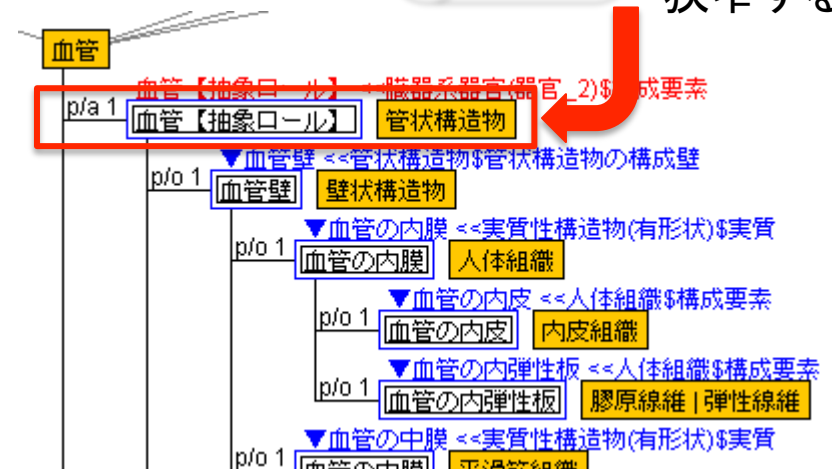 血管
血管【抽象ロール】 <<臓器系器官(器官_2)$構成要素
p/a 1 血管【抽象ロール】 管状構造物
▼血管壁 <<管状構造物$管状構造物の構成壁
p/o 1 血管壁 壁状構造物
▼血管の内膜 <<実質性構造物(有形状)$実質
p/o 1 血管の内膜 人体組織
▼血管の内皮 <<人体組織$構成要素
p/o 1 血管の内皮 内皮組織
▼血管の内弾性板 <<人体組織$構成要素
p/o 1 血管の内弾性板 膠原線維 | 弾性線維
▼血管の中膜 <<実質性構造物(有形状)$実質
p/o 1 血管の中膜 平滑筋組織